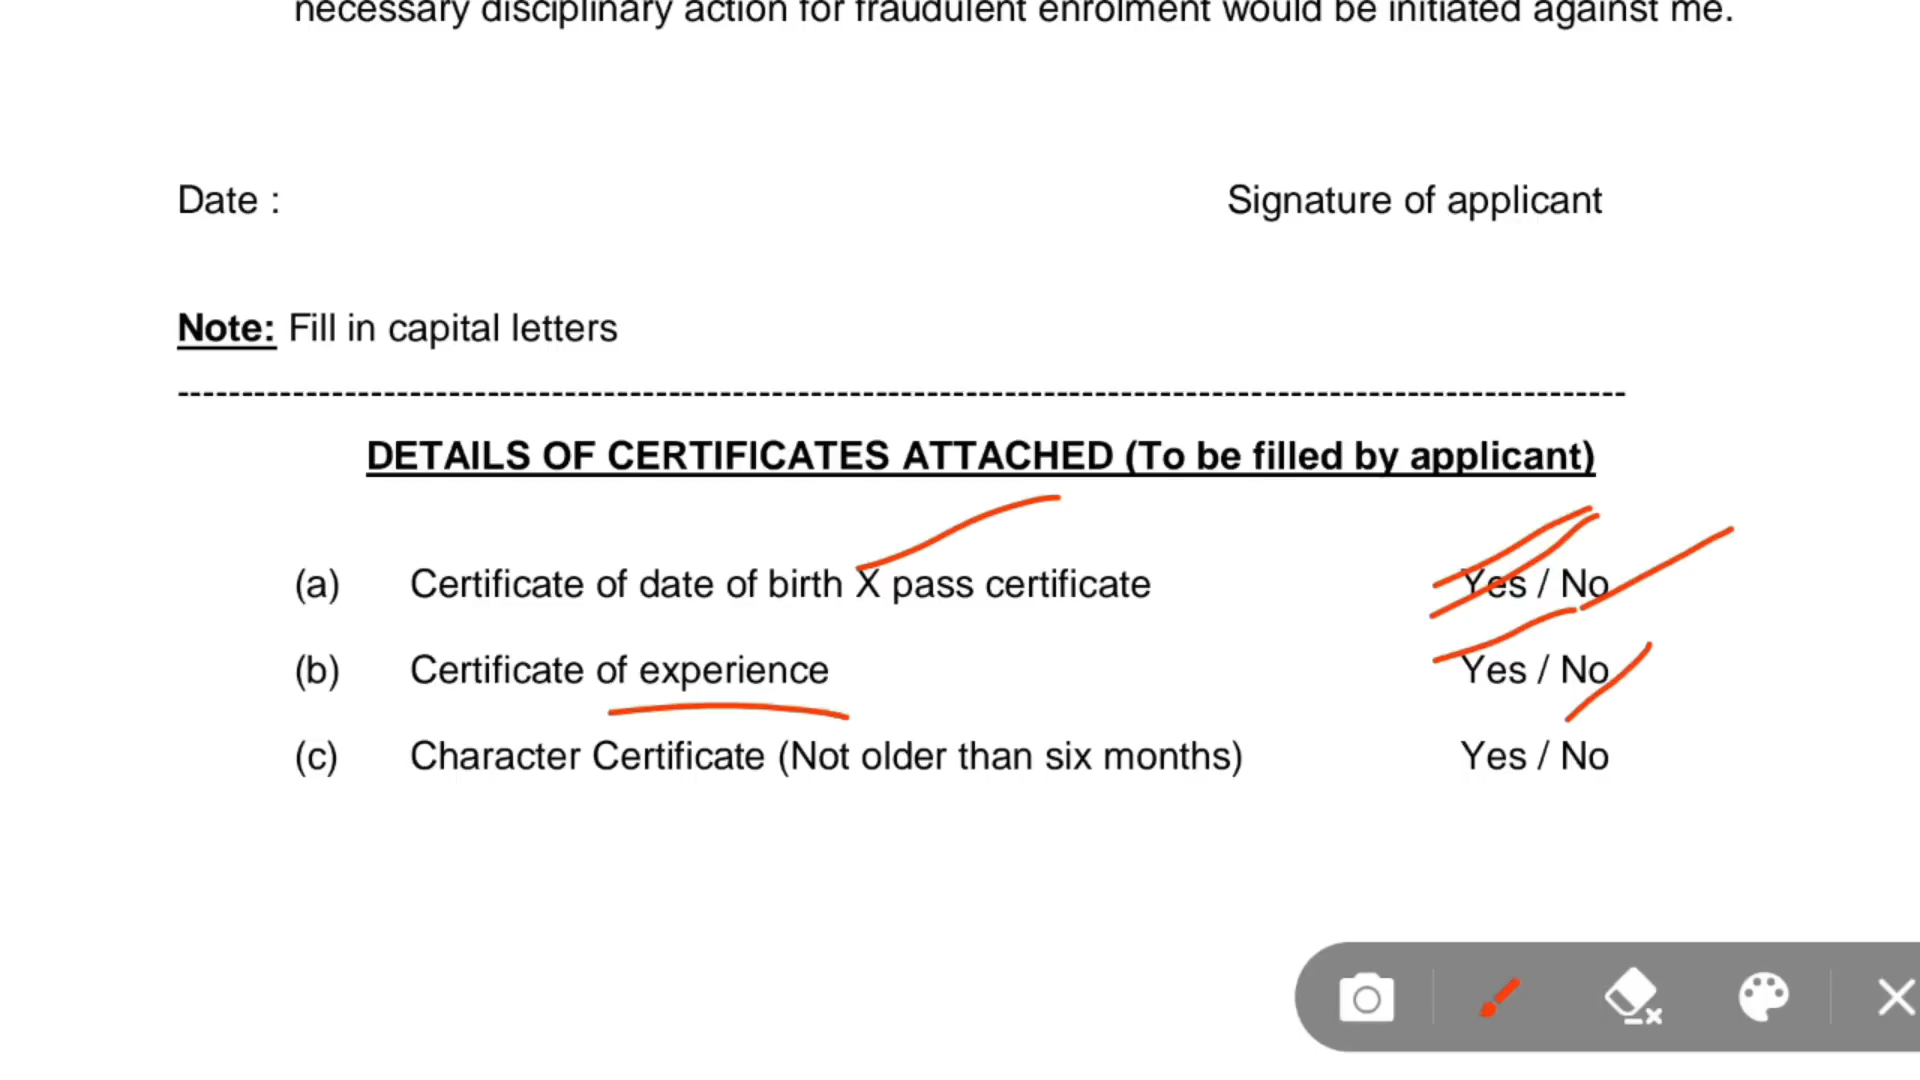 necessary disciplinary action for fraudulent enrolment would be initiated against me.
Date : Signature of applicant
Note: Fill in capital letters
--------------------------------------------------------------------------------------------------------------------
DETAILS OF CERTIFICATES ATTACHED (To be filled by applicant)
(a) Certificate of date of birth X pass certificate Yes / No
(b) Certificate of experience Yes / No
(c) Character Certificate (Not older than six months) Yes / No